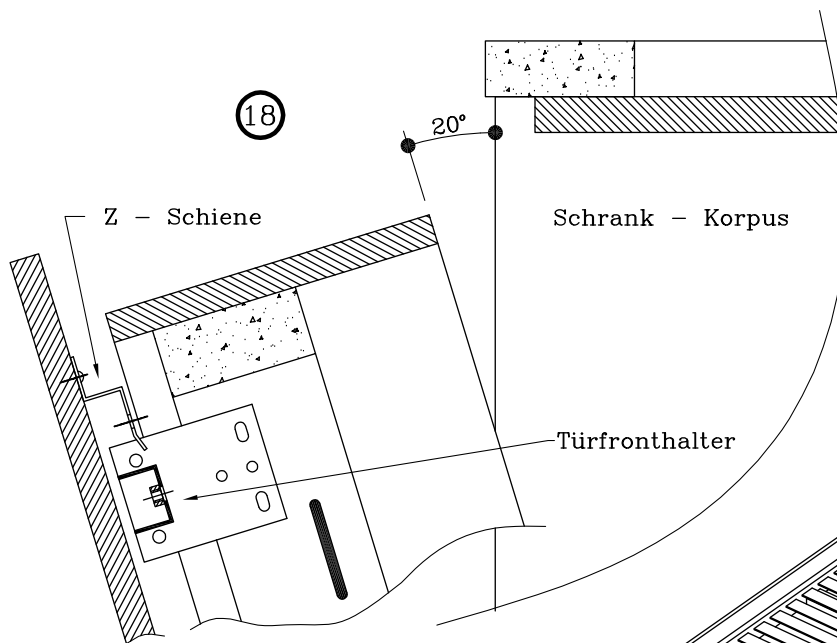 18
20°
Z - Schiene
Schrank - Korpus
Türfronthalter